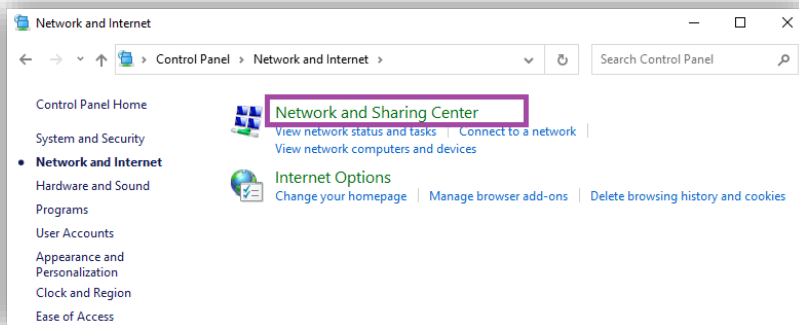 Network and Internet
Control Panel > Network and Internet >
Search Control Panel
Control Panel Home
System and Security
Network and Internet
Hardware and Sound
Programs
User Accounts
Appearance and
Personalization
Clock and Region
Ease of Access
Network and Sharing Center
View network status and tasks | Connect to a network |
View network computers and devices
Internet Options
Change your homepage | Manage browser add-ons | Delete browsing history and cookies